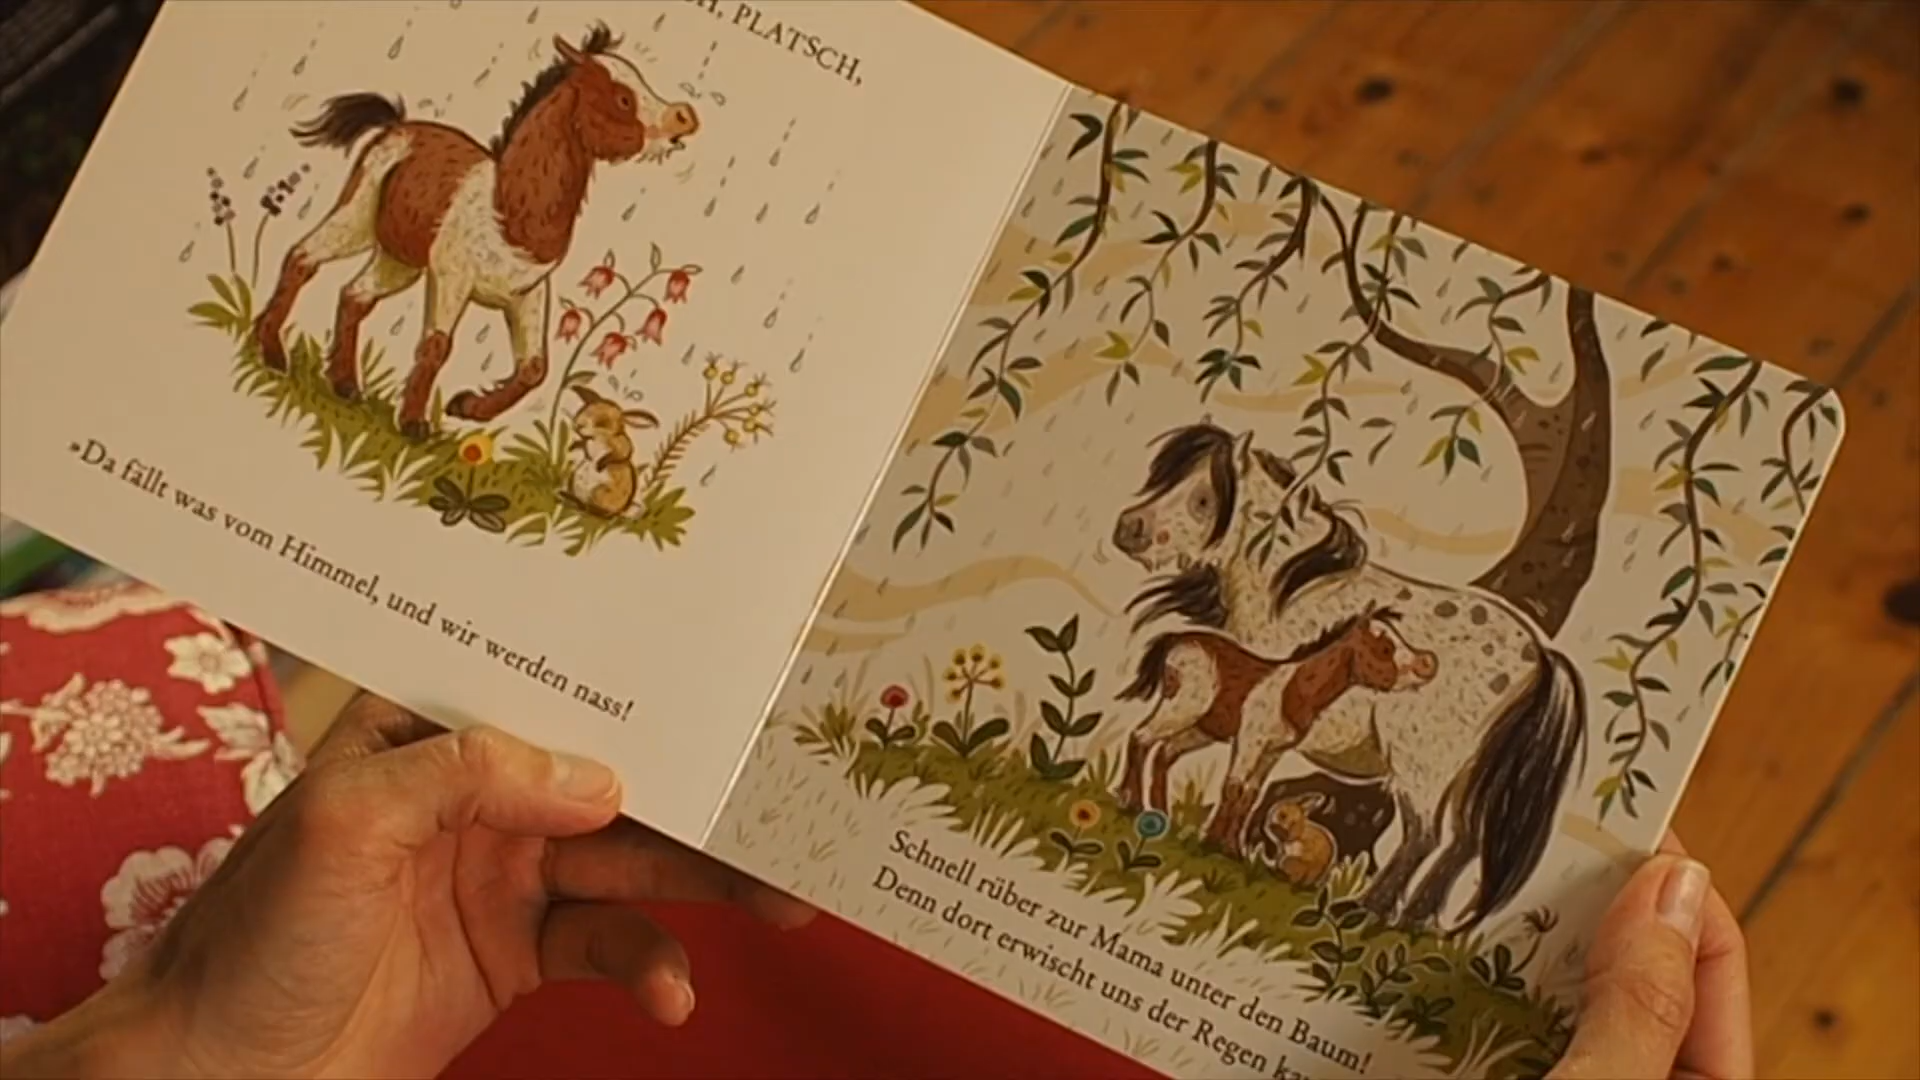 PLATSCH,
»Da fällt was vom Himmel, und wir werden nass!
Schnell rüber zur Mama unter den Baum!
Denn dort erwischt uns der Regen